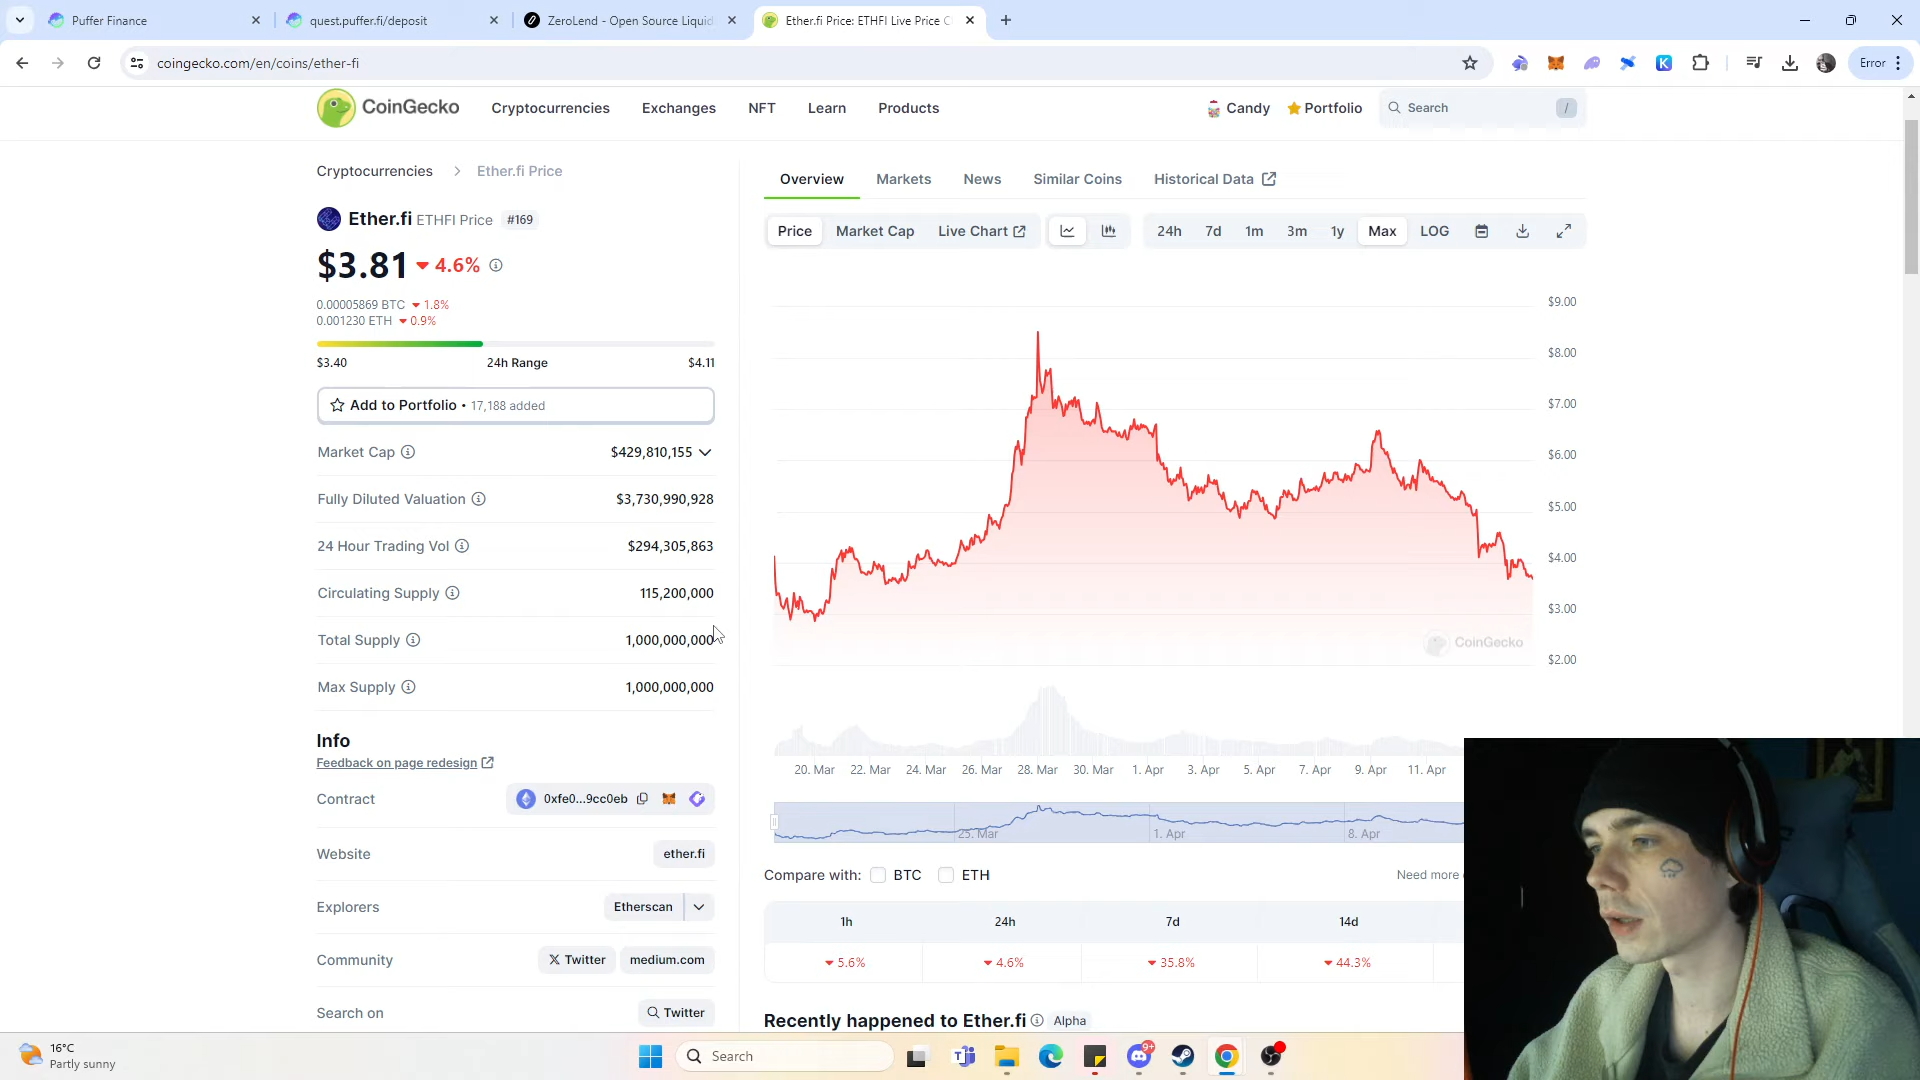 Puffer Finance
quest.puffer.fi/deposit
ZeroLend - Open Source Liquid
Ether.fi Price: ETHFI Live Price C
coingecko.com/en/coins/ether-fi
Error
CoinGecko
Cryptocurrencies
Exchanges
NFT
Learn
Products
Candy
Portfolio
Search
/
Cryptocurrencies
Ether.fi Price
Ether.fi ETHFI Price #169
$3.81 4.6%
0.00005869 BTC 1.8%
0.001230 ETH 0.9%
$3.40 24h Range $4.11
Add to Portfolio • 17,188 added
Market Cap $429,810,155
Fully Diluted Valuation $3,730,990,928
24 Hour Trading Vol $294,305,863
Circulating Supply 115,200,000
Total Supply 1,000,000,000
Max Supply 1,000,000,000
Info
Feedback on page redesign
Contract 0xfe0...9cc0eb
Website ether.fi
Explorers Etherscan
Community Twitter medium.com
Search on Twitter
Overview Markets News Similar Coins Historical Data
Price Market Cap Live Chart 24h 7d 1m 3m 1y Max LOG
$9.00
$8.00
$7.00
$6.00
$5.00
$4.00
$3.00
$2.00
CoinGecko
20. Mar 22. Mar 24. Mar 26. Mar 28. Mar 30. Mar 1. Apr 3. Apr 5. Apr 7. Apr 9. Apr 11. Apr
25. Mar 1. Apr 8. Apr
Compare with: BTC ETH Need more
1h 24h 7d 14d
5.6% 4.6% 35.8% 44.3%
Recently happened to Ether.fi Alpha
16°C
Partly sunny
Search
9+